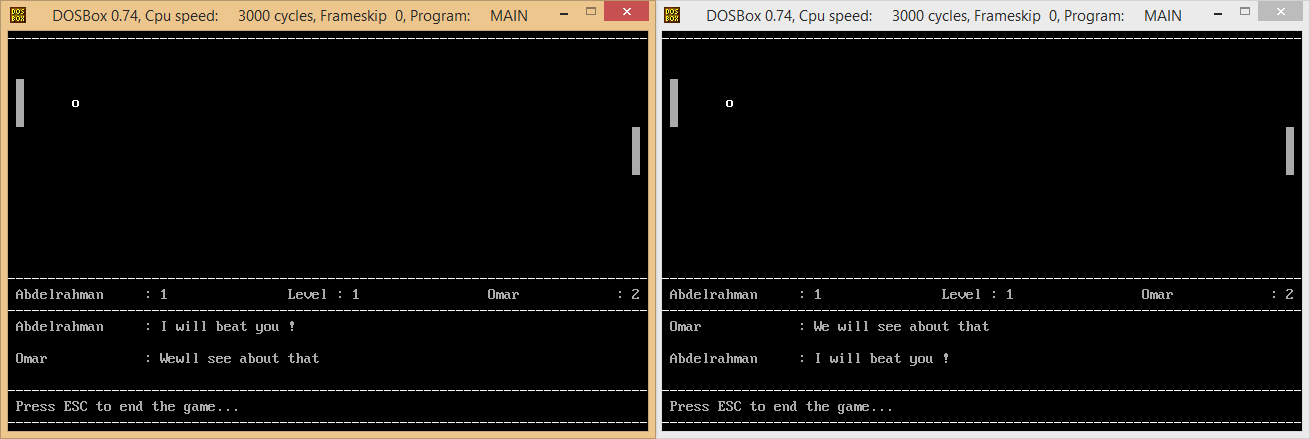 DOSBox 0.74, Cpu speed: 3000 cycles, Frameskip 0, Program: MAIN
o
Abdelrahman : 1 Level : 1 Omar : 2
Abdelrahman : I will beat you !
Omar : Wewll see about that
Press ESC to end the game...
DOSBox 0.74, Cpu speed: 3000 cycles, Frameskip 0, Program: MAIN
o
Abdelrahman : 1 Level : 1 Omar : 2
Omar : We will see about that
Abdelrahman : I will beat you !
Press ESC to end the game...